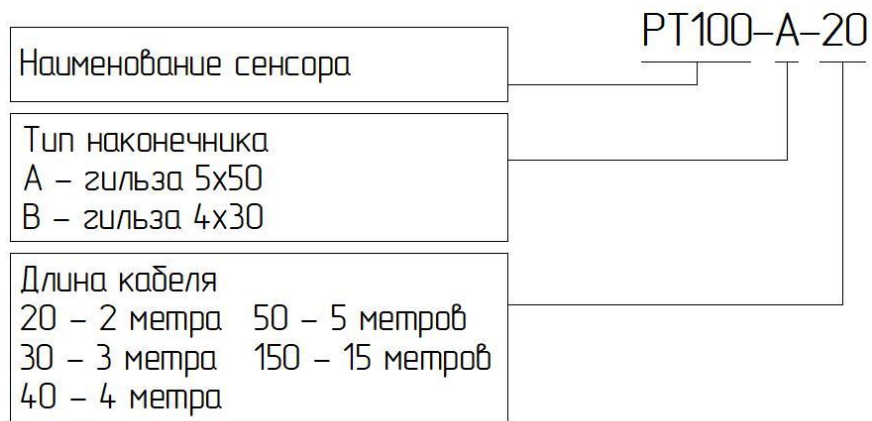 PT100-A-20
Наименование сенсора
Тип наконечника
А – гильза 5х50
В – гильза 4х30
Длина кабеля
20 – 2 метра 50 – 5 метров
30 – 3 метра 150 – 15 метров
40 – 4 метра